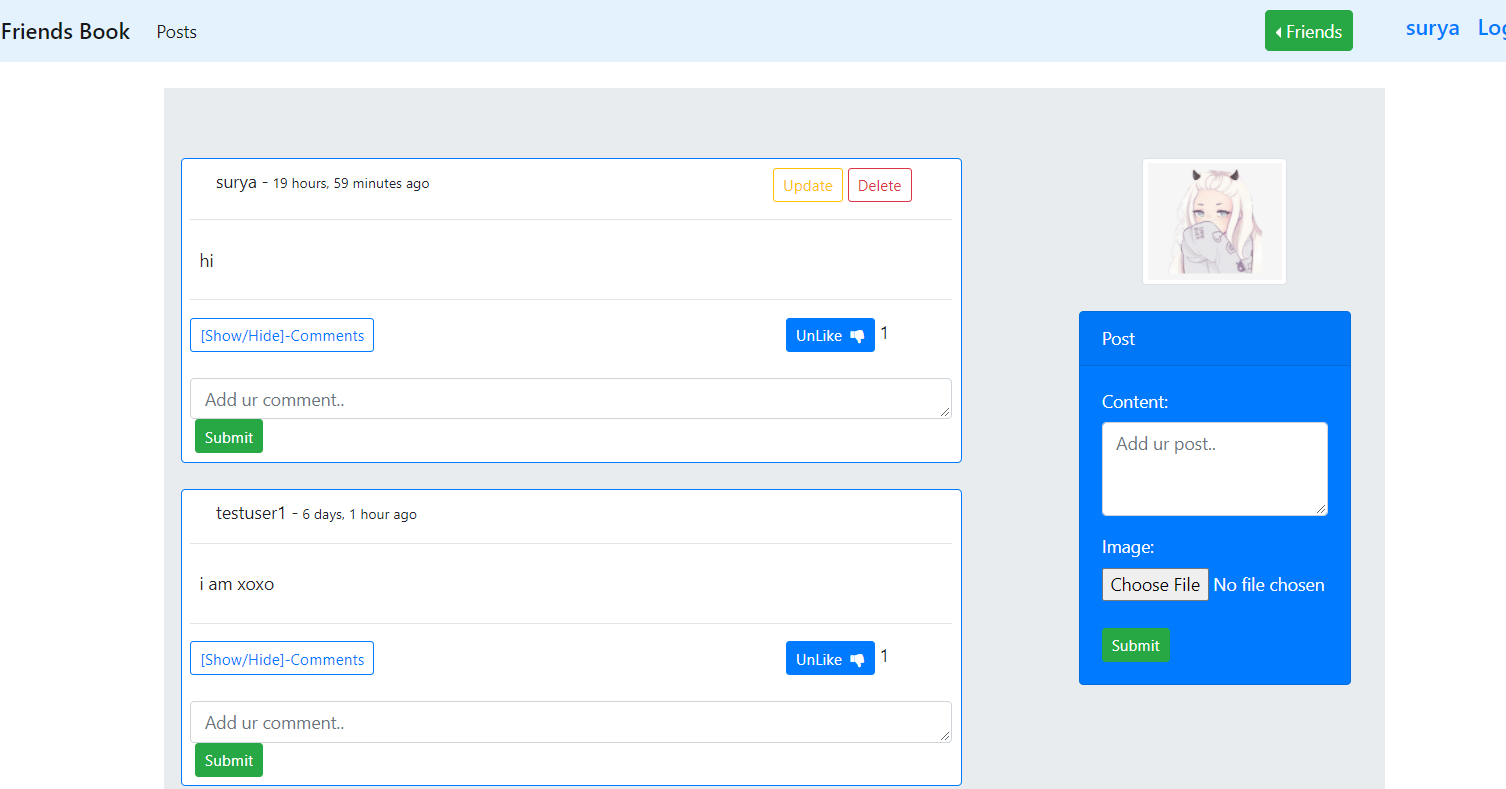 Friends Book Posts Friends surya Log
surya - 19 hours, 59 minutes ago Update Delete
hi
[Show/Hide]-Comments UnLike 1
Add ur comment..
Submit
testuser1 - 6 days, 1 hour ago
i am xoxo
[Show/Hide]-Comments UnLike 1
Add ur comment..
Submit
Post
Content:
Add ur post..
Image:
Choose File No file chosen
Submit